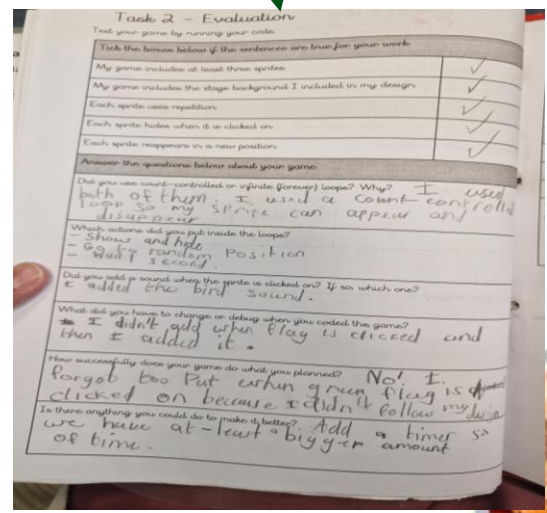 Task 2 - Evaluation
Test your game by running your code.
Tick the boxes below if the sentences are true for your work
My game includes at least three sprites
My game includes the stage background I included in my design
Each sprite uses repetition
Each sprite hides when it is clicked on
Each sprite reappears in a new position
Answer the questions below about your game
Did you use count-controlled or infinite (forever) loops? Why? I used
both of them. I used a count controlld
loop so my sprite can appeur and
disappeur
Which actions did you put inside the loops?
- Show and hide
- Go to random Position
- Wait 1 second.
Did you add a sound when the sprite is clicked on? If so, which one?
I added the bird sound.
What did you have to change or debug when you coded the game?
- I didn't add when flag is clicked and
then I added it.
How successfully does your game do what you planned? No! I
forgot too Put when green flag is
clicked on because I didn't follow my design
Is there anything you could do to make it better? Add a timer so
we have at-least a bigger amount
of time.